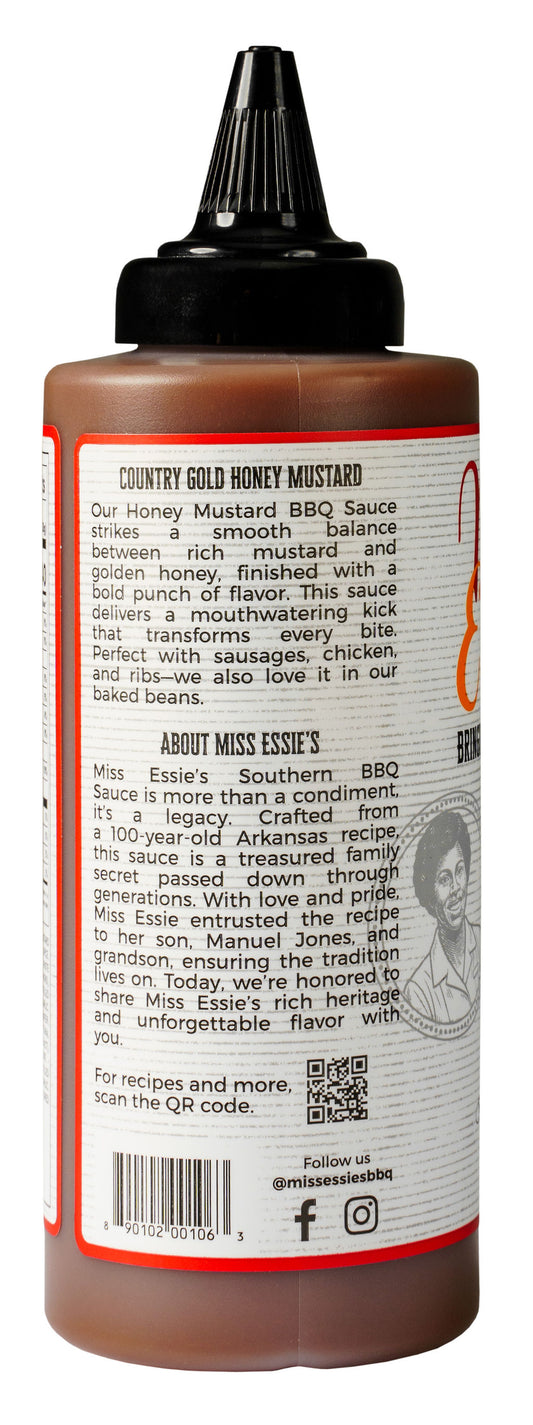 COUNTRY GOLD HONEY MUSTARD
Our Honey Mustard BBQ Sauce
strikes a smooth balance
between rich mustard and
golden honey, finished with a
bold punch of flavor. This sauce
delivers a mouthwatering kick
that transforms every bite.
Perfect with sausages, chicken,
and ribs—we also love it in our
baked beans.
ABOUT MISS ESSIE'S
Miss Essie's Southern BBQ
Sauce is more than a condiment,
it's a legacy. Crafted from
a 100-year-old Arkansas recipe,
this sauce is a treasured family
secret passed down through
generations. With love and pride,
Miss Essie entrusted the recipe
to her son, Manuel Jones, and
grandson, ensuring the tradition
lives on. Today, we're honored to
share Miss Essie's rich heritage
and unforgettable flavor with
you.
For recipes and more,
scan the QR code.
8 90102 00106 3
Follow us
@missessiesbbq